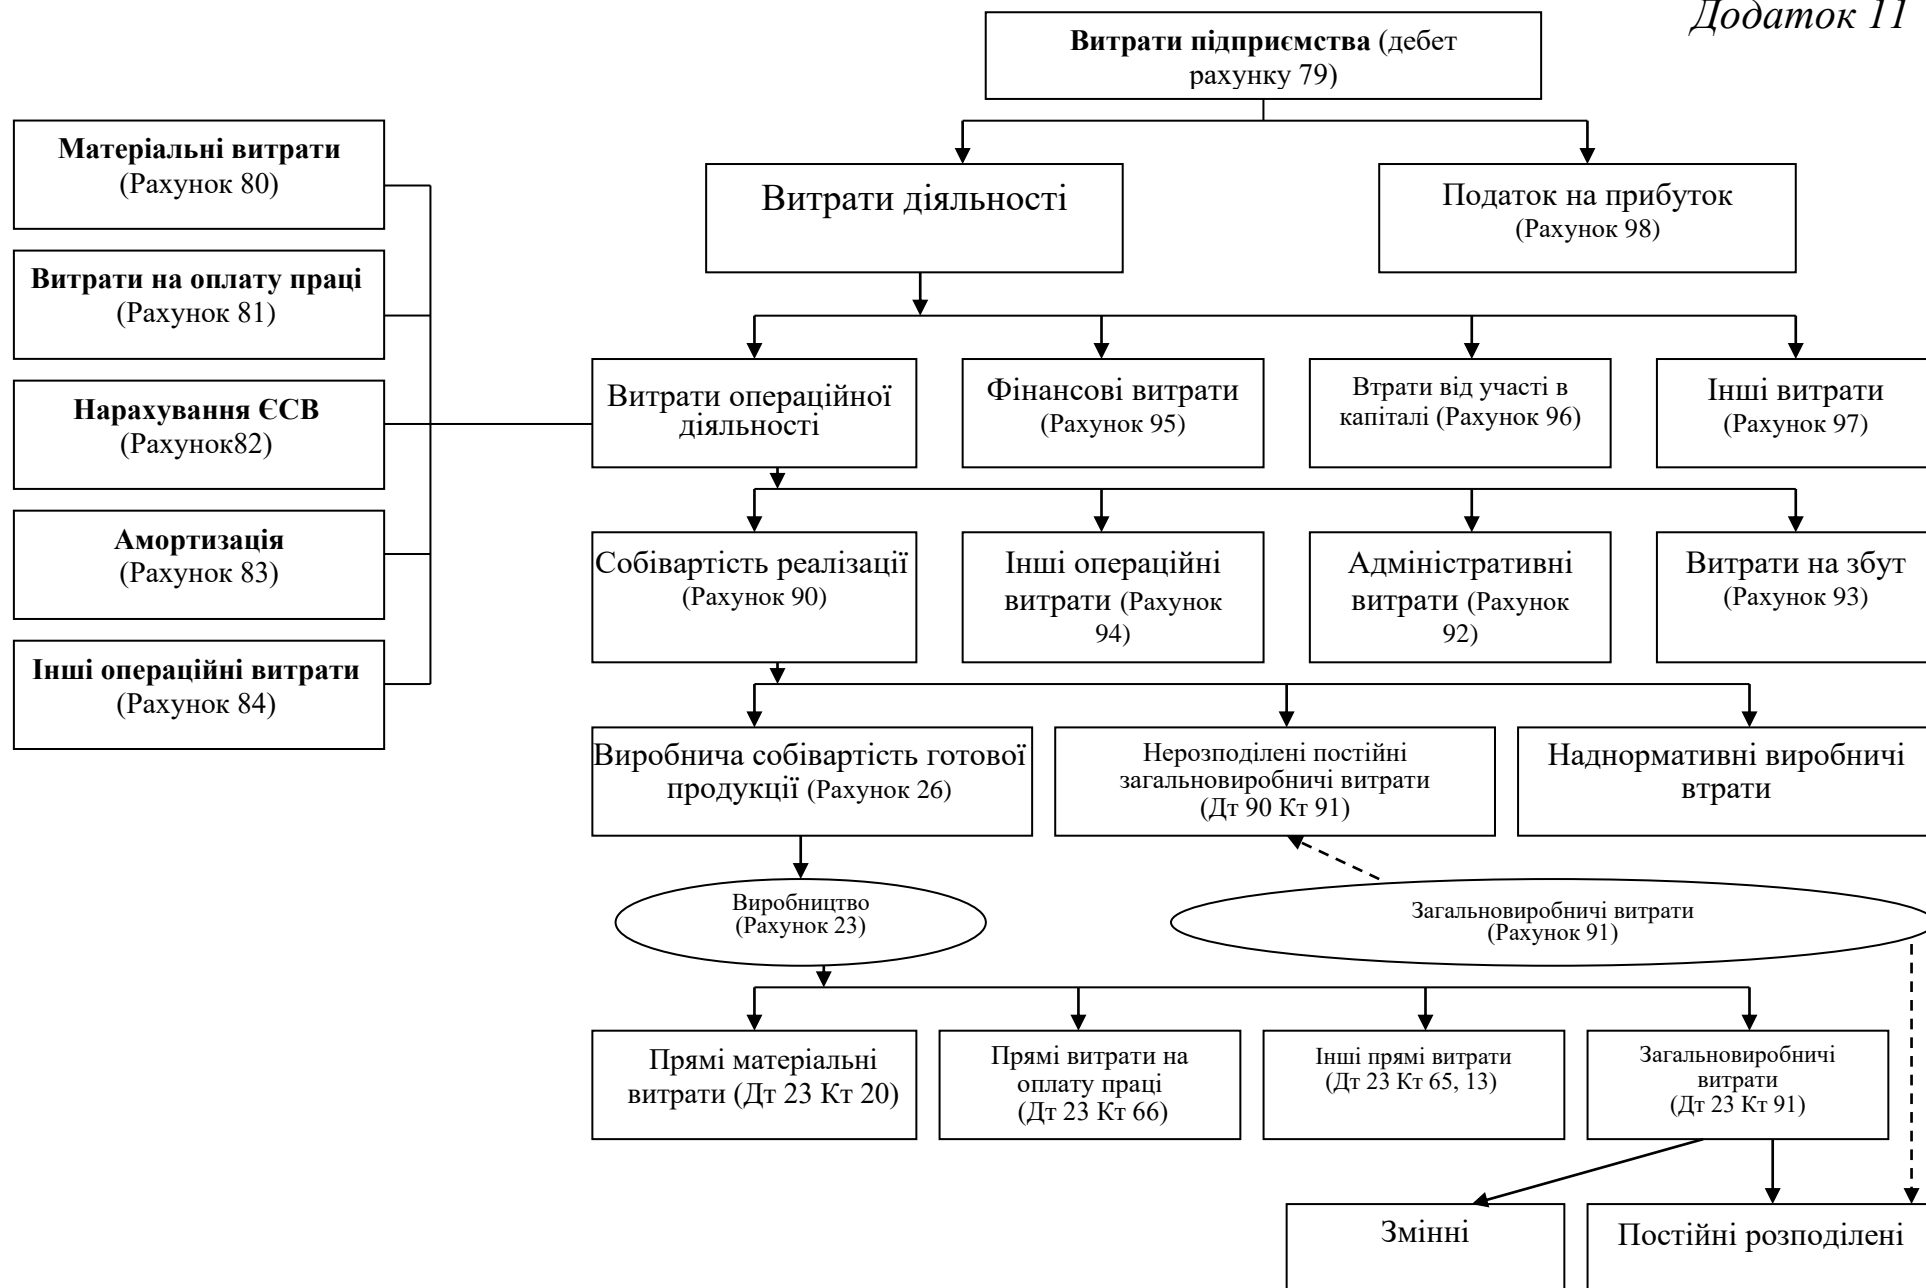 Додаток 11
Витрати підприємства (дебет
рахунку 79)
Матеріальні витрати
(Рахунок 80)
Витрати діяльності
Податок на прибуток
(Рахунок 98)
Витрати на оплату праці
(Рахунок 81)
Нарахування ЄСВ
(Рахунок82)
Амортизація
(Рахунок 83)
Інші операційні витрати
(Рахунок 84)
Витрати операційної
діяльності
Фінансові витрати
(Рахунок 95)
Втрати від участі в
капіталі (Рахунок 96)
Інші витрати
(Рахунок 97)
Собівартість реалізації
(Рахунок 90)
Інші операційні
витрати (Рахунок
94)
Адміністративні
витрати (Рахунок
92)
Витрати на збут
(Рахунок 93)
Виробнича собівартість готової
продукції (Рахунок 26)
Нерозподілені постійні
загальновиробничі витрати
(Дт 90 Кт 91)
Наднормативні виробничі
втрати
Виробництво
(Рахунок 23)
Загальновиробничі витрати
(Рахунок 91)
Прямі матеріальні
витрати (Дт 23 Кт 20)
Прямі витрати на
оплату праці
(Дт 23 Кт 66)
Інші прямі витрати
(Дт 23 Кт 65, 13)
Загальновиробничі
витрати
(Дт 23 Кт 91)
Змінні
Постійні розподілені